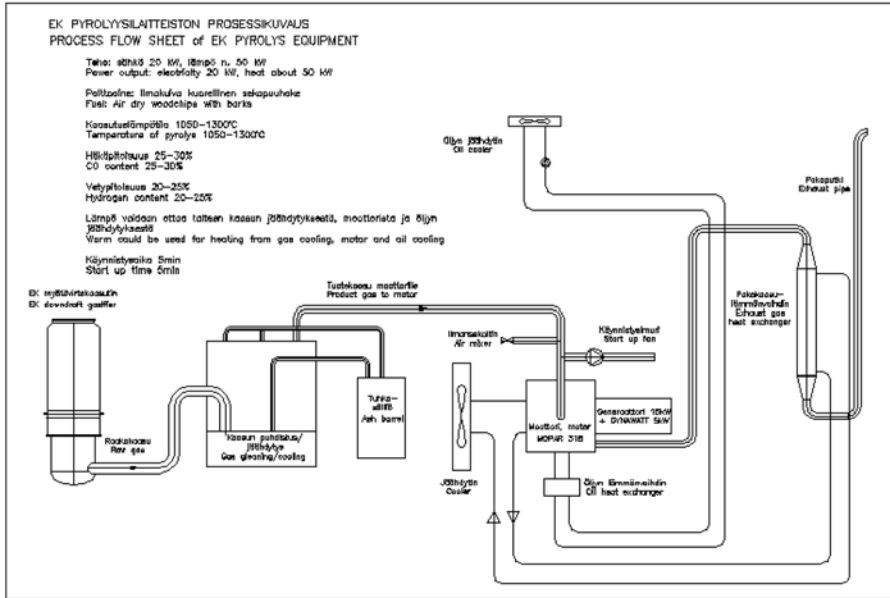 EK PYROLYYSILAITTEISTON PROSESSIKUVAUS
PROCESS FLOW SHEET of EK PYROLYS EQUIPMENT
Teho: sähkö 20 kW, lämpö n. 50 kW
Power output: electricity 20 kW, heat about 50 kW
Polttoaine: Ilmakuiva kuorellinen sekapuuhake
Fuel: Air dry woodchips with barks
Kaasutuslämpötila 1050-1300°C
Temperature of pyrolys 1050-1300°C
Häkäpitoisuus 25-30%
CO content 25-30%
Vetypitoisuus 20-25%
Hydrogen content 20-25%
Lämpö voidaan ottaa talteen kaasun jäähdytyksestä, moottorista ja öljyn
jäähdytyksestä
Warm could be used for heating from gas cooling, motor and oil cooling
Käynnistysaika 5min
Start up time 5min
EK myötävirtakaasutin
EK downdraft gasifier
Raakakaasu
Raw gas
Kaasun puhdistus/
jäähdytys
Gas gleaning/cooling
Tuhka-
säiliö
Ash barrel
Tuotekaasu moottorille
Product gas to motor
Ilmansekoitin
Air mixer
Käynnistysimuri
Start up fan
Jäähdytin
Cooler
Moottori, motor
MOPAR 318
Generaattori 15kW
+ DYNAWATT 5kW
Öljyn lämmönvaihdin
Oil heat exchanger
Öljyn jäähdytin
Oil cooler
Pakokaasu-
lämmönvaihdin
Exhaust gas
heat exchanger
Pakoputki
Exhaust pipe